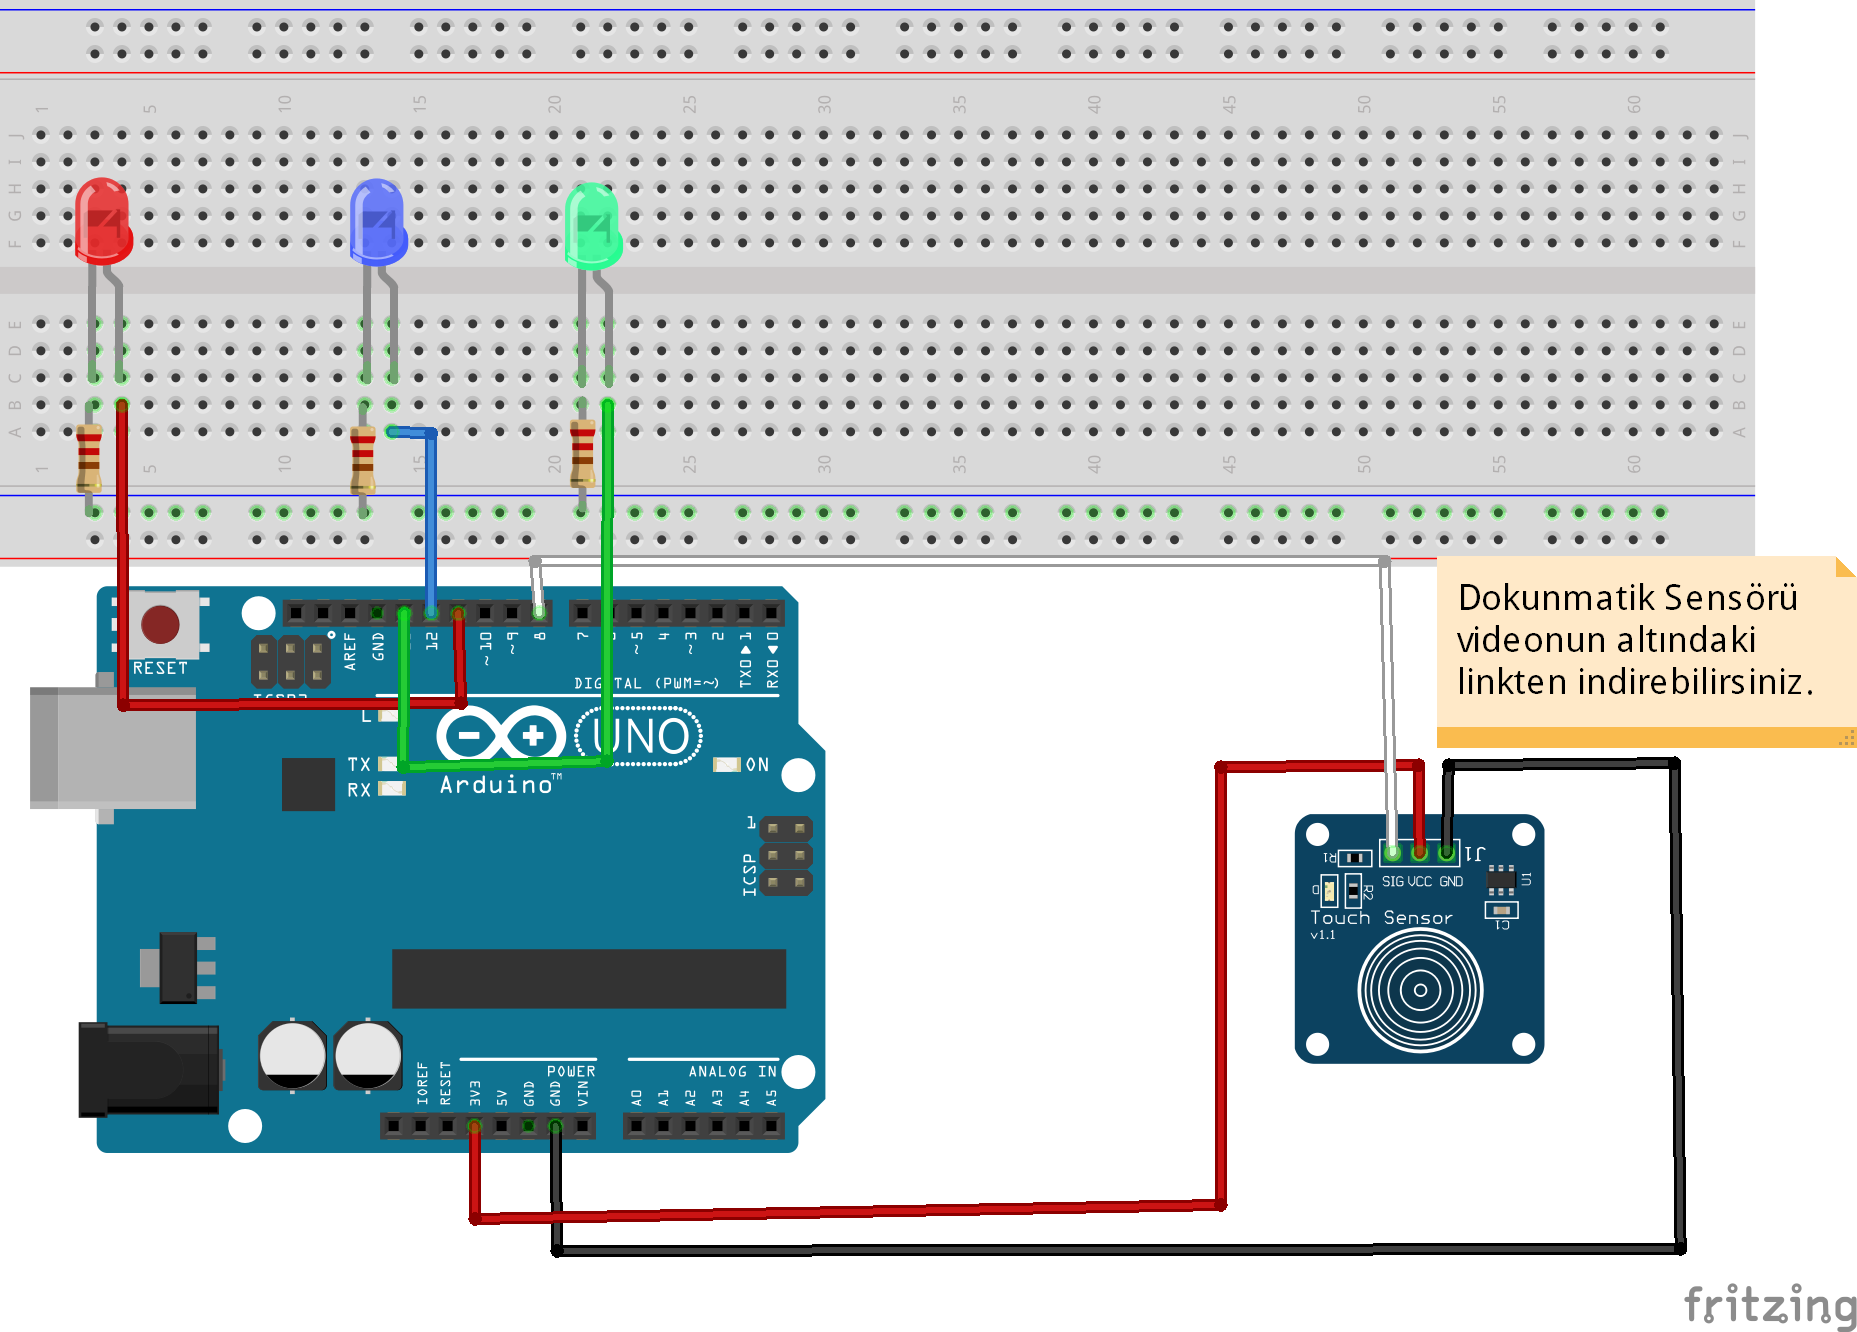 1 5 10 15 20 25 30 35 40 45 50 55 60
J J
I I
H H
G G
F F
E E
D D
C C
B B
A A
1 5 10 15 20 25 30 35 40 45 50 55 60
Dokunmatik Sensörü
videonun altındaki
linkten indirebilirsiniz.
RESET
AREF
GND
12
~10
~9
8
7
~5
4
~3
2
TX0▶1
RX0◀0
DIGITAL (PWM=~)
L
TX
RX
UNO
ON
Arduino™
1
ICSP
IOREF
RESET
3V3
5V
GND
GND
VIN
POWER
ANALOG IN
A0
A1
A2
A3
A4
A5
R1
J1
SIG VCC GND
D
R2
U1
C1
Touch Sensor
v1.1
fritzing